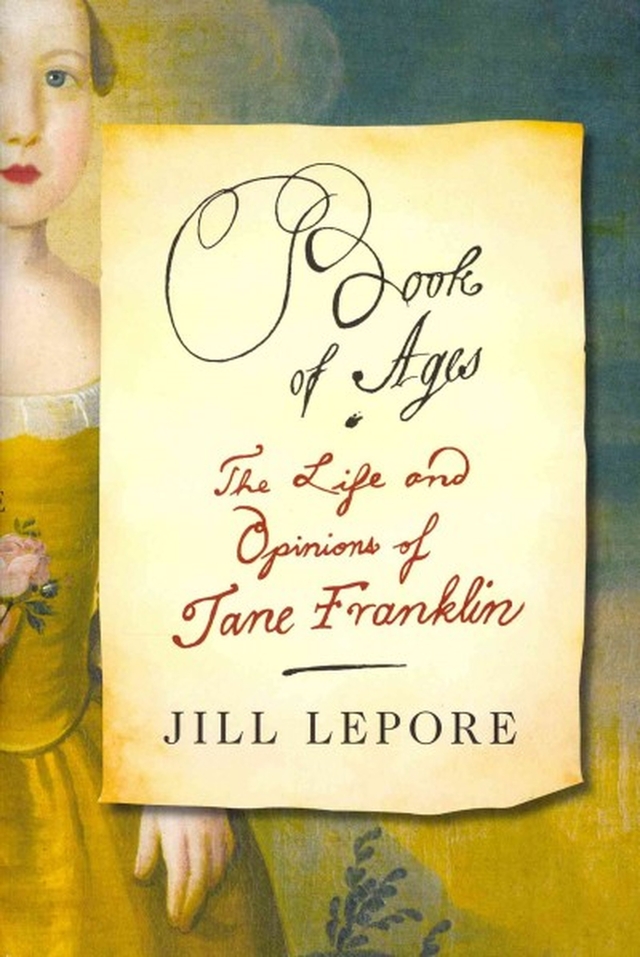 Book
of Ages
The Life and
Opinions of
Jane Franklin
JILL LEPORE